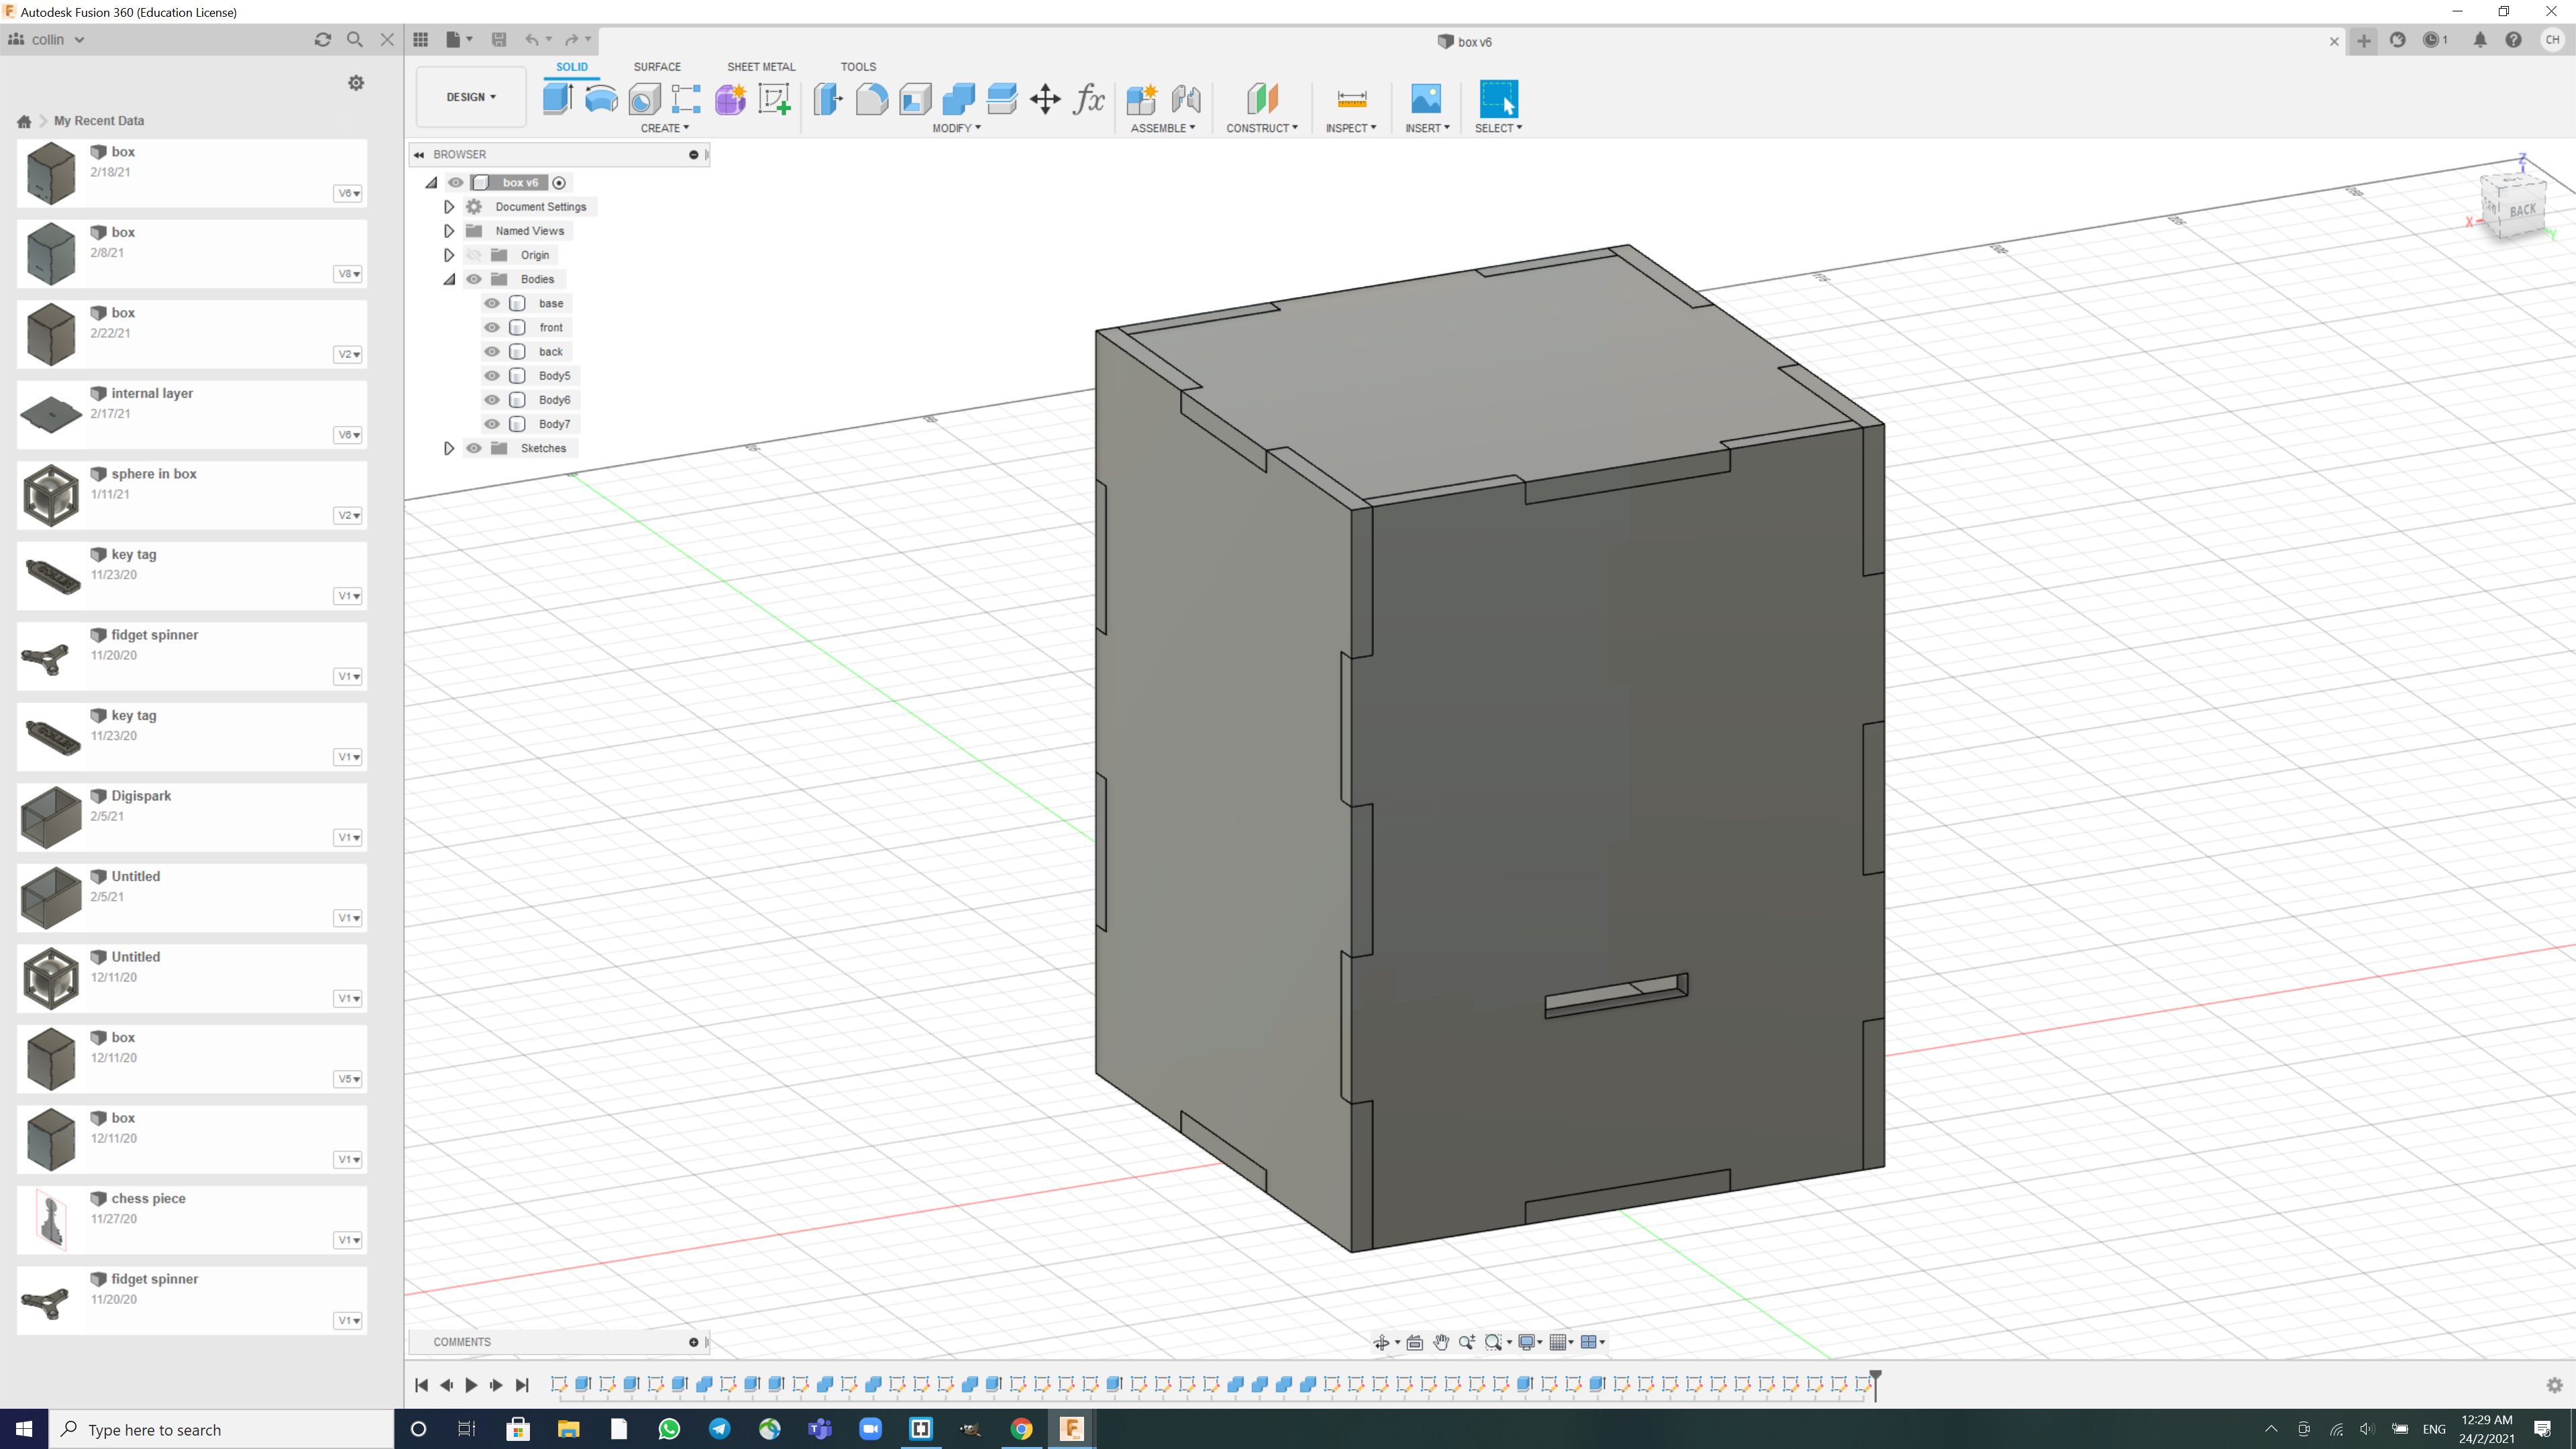 Autodesk Fusion 360 (Education License)
collin
My Recent Data
box
2/18/21
V6
box
2/8/21
V8
box
2/22/21
V2
internal layer
2/17/21
V6
sphere in box
1/11/21
V2
key tag
11/23/20
V1
fidget spinner
11/20/20
V1
key tag
11/23/20
V1
Digispark
2/5/21
V1
Untitled
2/5/21
V1
Untitled
12/11/20
V1
box
12/11/20
V5
box
12/11/20
V1
chess piece
11/27/20
V1
fidget spinner
11/20/20
V1
box v6
1
CH
DESIGN
SOLID SURFACE SHEET METAL TOOLS
CREATE MODIFY ASSEMBLE CONSTRUCT INSPECT INSERT SELECT
BROWSER
box v6
Document Settings
Named Views
Origin
Bodies
base
front
back
Body5
Body6
Body7
Sketches
Z
BACK
X
Y
COMMENTS
Type here to search
ENG
12:29 AM
24/2/2021